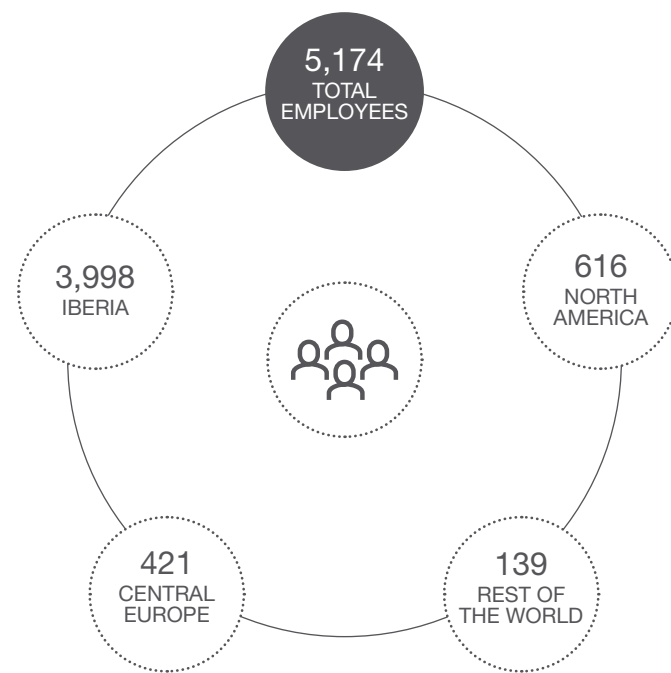 5,174
TOTAL
EMPLOYEES
3,998
IBERIA
616
NORTH
AMERICA
421
CENTRAL
EUROPE
139
REST OF
THE WORLD